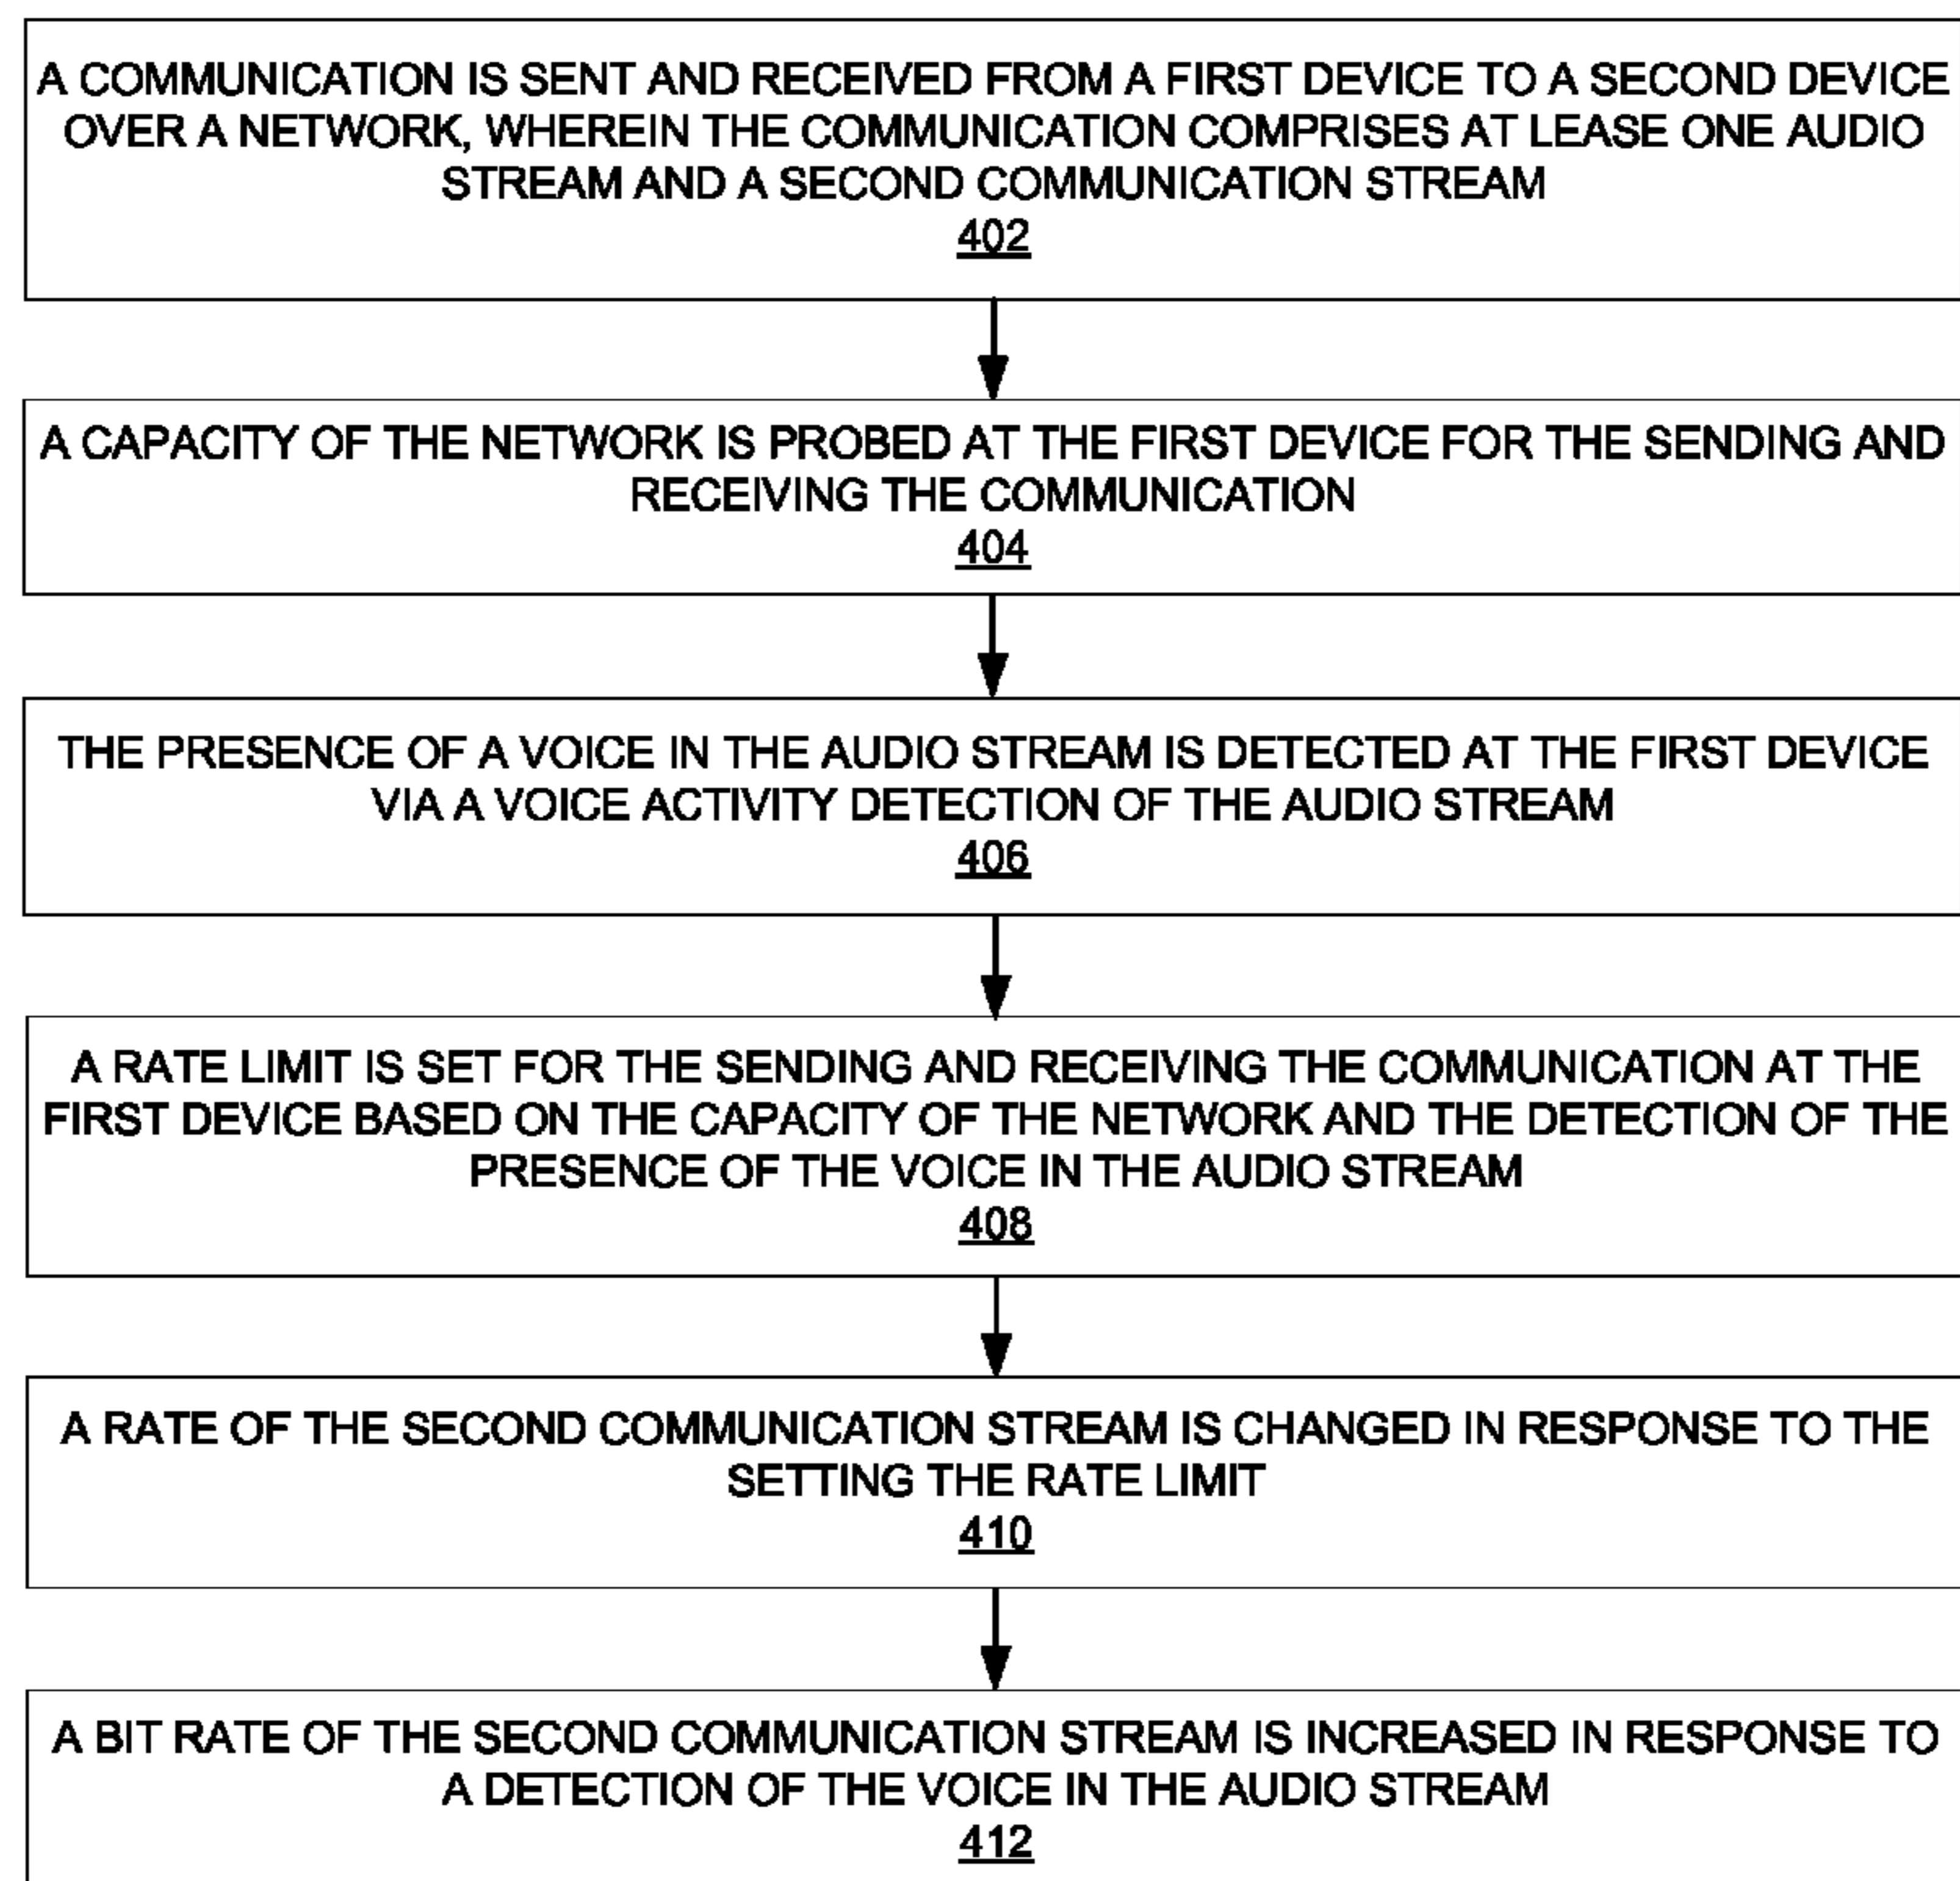 A COMMUNICATION IS SENT AND RECEIVED FROM A FIRST DEVICE TO A SECOND DEVICE
OVER A NETWORK, WHEREIN THE COMMUNICATION COMPRISES AT LEASE ONE AUDIO
STREAM AND A SECOND COMMUNICATION STREAM
402
A CAPACITY OF THE NETWORK IS PROBED AT THE FIRST DEVICE FOR THE SENDING AND
RECEIVING THE COMMUNICATION
404
THE PRESENCE OF A VOICE IN THE AUDIO STREAM IS DETECTED AT THE FIRST DEVICE
VIA A VOICE ACTIVITY DETECTION OF THE AUDIO STREAM
406
A RATE LIMIT IS SET FOR THE SENDING AND RECEIVING THE COMMUNICATION AT THE
FIRST DEVICE BASED ON THE CAPACITY OF THE NETWORK AND THE DETECTION OF THE
PRESENCE OF THE VOICE IN THE AUDIO STREAM
408
A RATE OF THE SECOND COMMUNICATION STREAM IS CHANGED IN RESPONSE TO THE
SETTING THE RATE LIMIT
410
A BIT RATE OF THE SECOND COMMUNICATION STREAM IS INCREASED IN RESPONSE TO
A DETECTION OF THE VOICE IN THE AUDIO STREAM
412